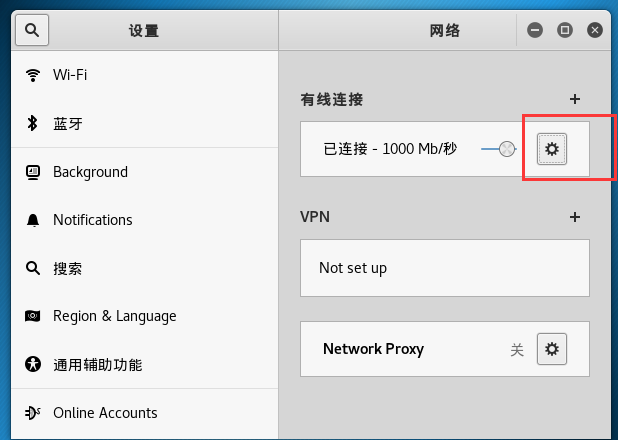 设置
网络
Wi-Fi
蓝牙
Background
Notifications
搜索
Region & Language
通用辅助功能
Online Accounts
有线连接
已连接 - 1000 Mb/秒
VPN
Not set up
Network Proxy
关